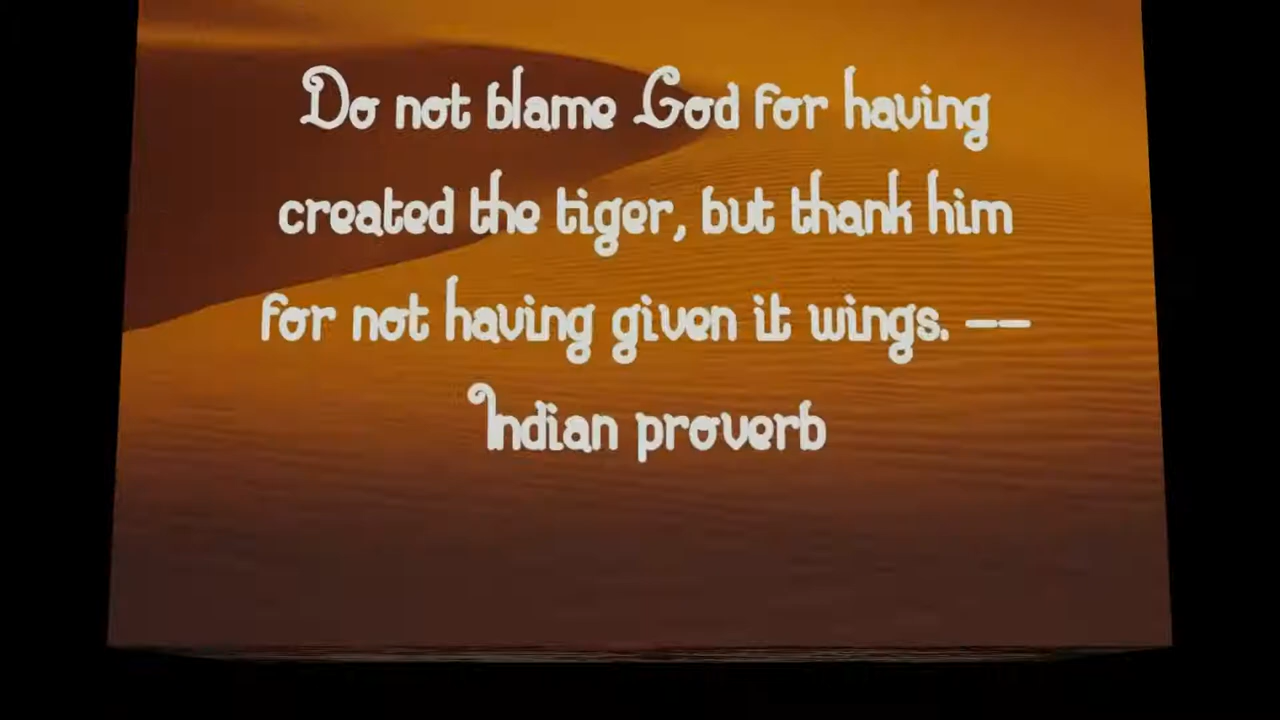 Do not blame God for having
created the tiger, but thank him
for not having given it wings. --
Indian proverb